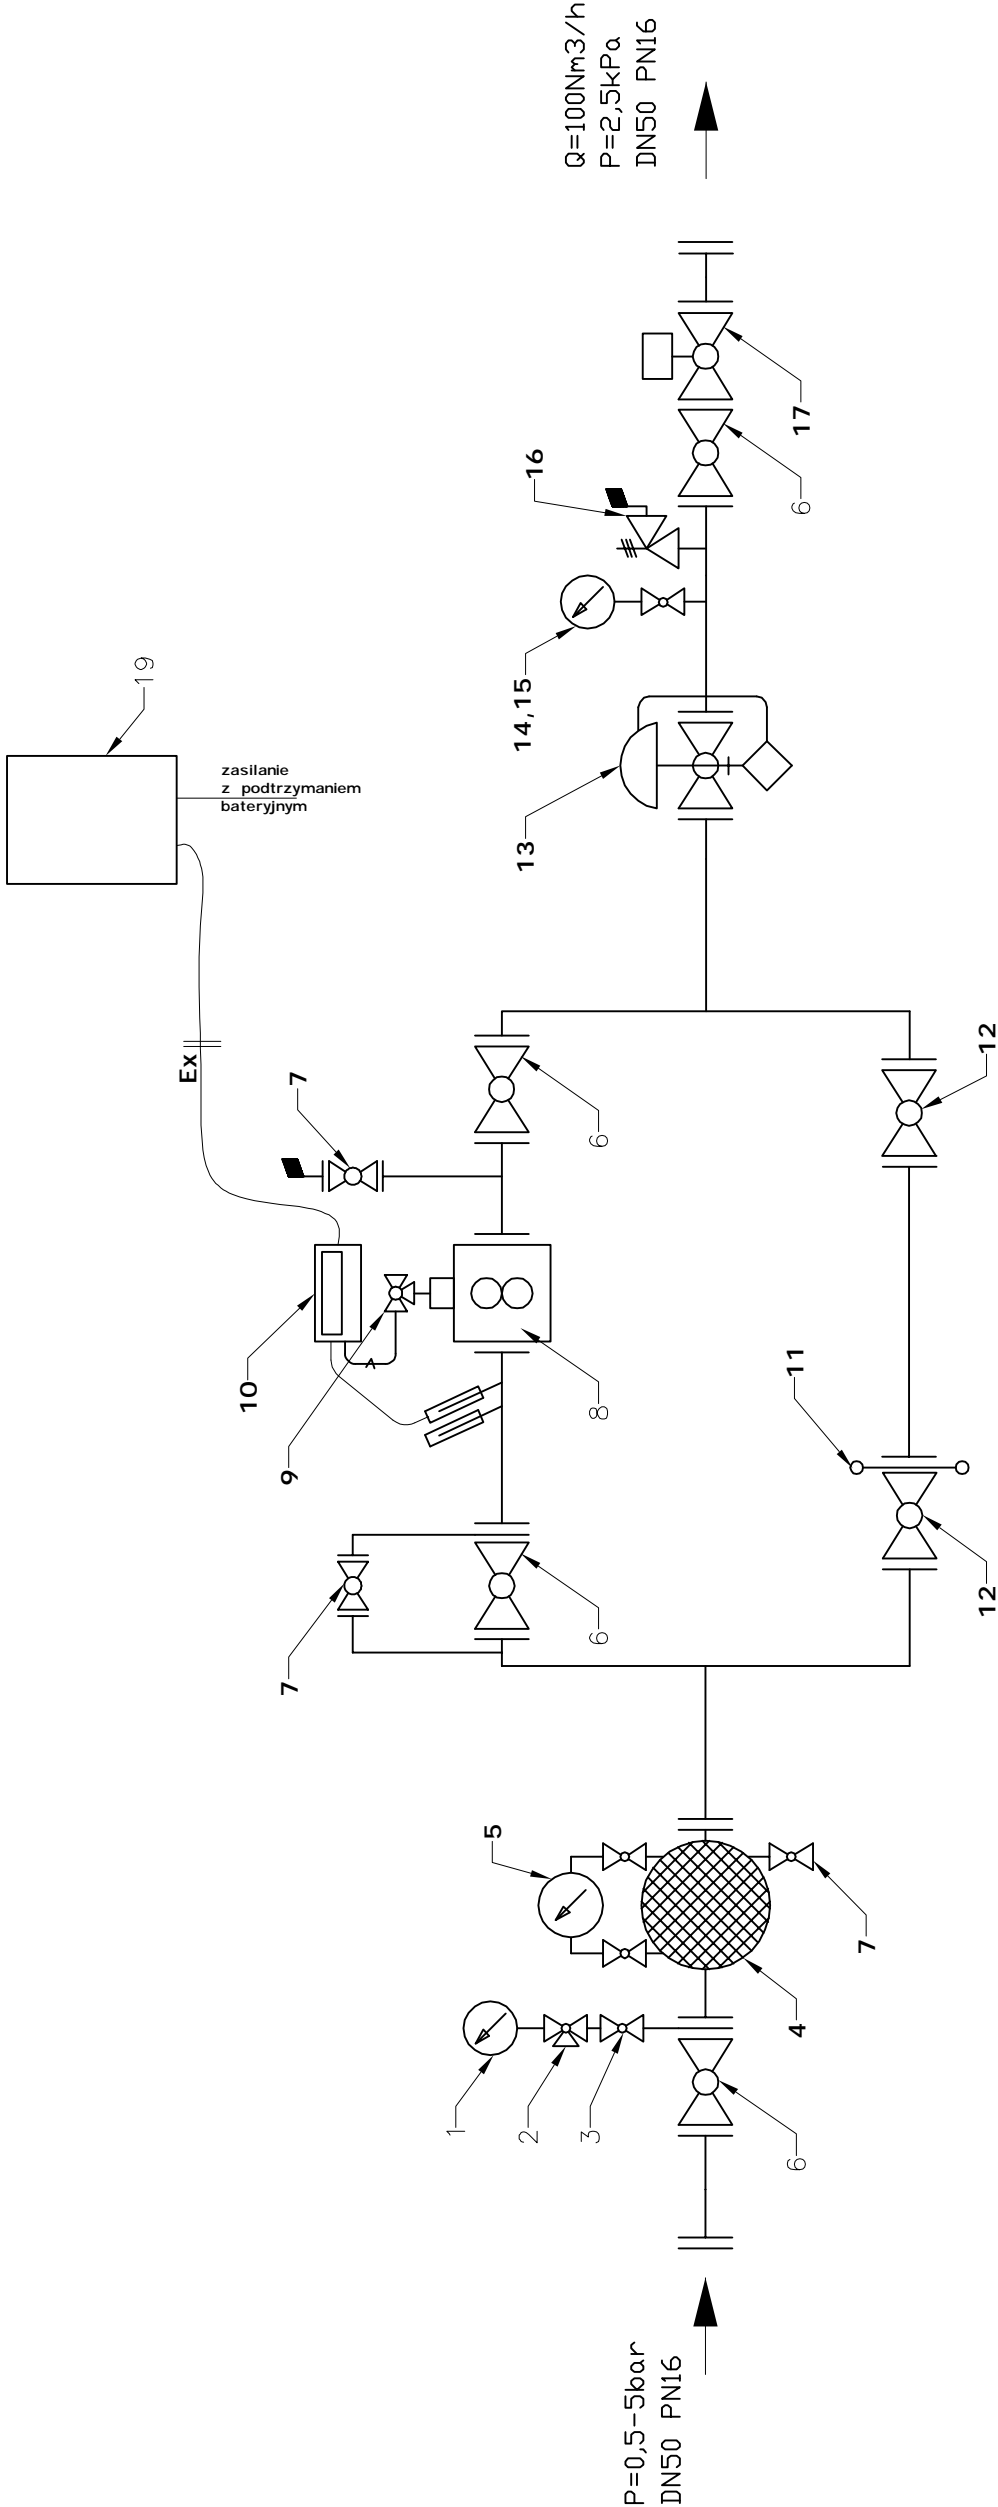 Q=100Nm3/h
P=2,5kPa
DN50 PN16
17
6
16
14,15
13
19
zasilanie
z podtrzymaniem
bateryjnym
Ex
7
6
12
10
9
8
11
7
6
12
5
7
4
1
2
3
6
P=0,5-5bar
DN50 PN16